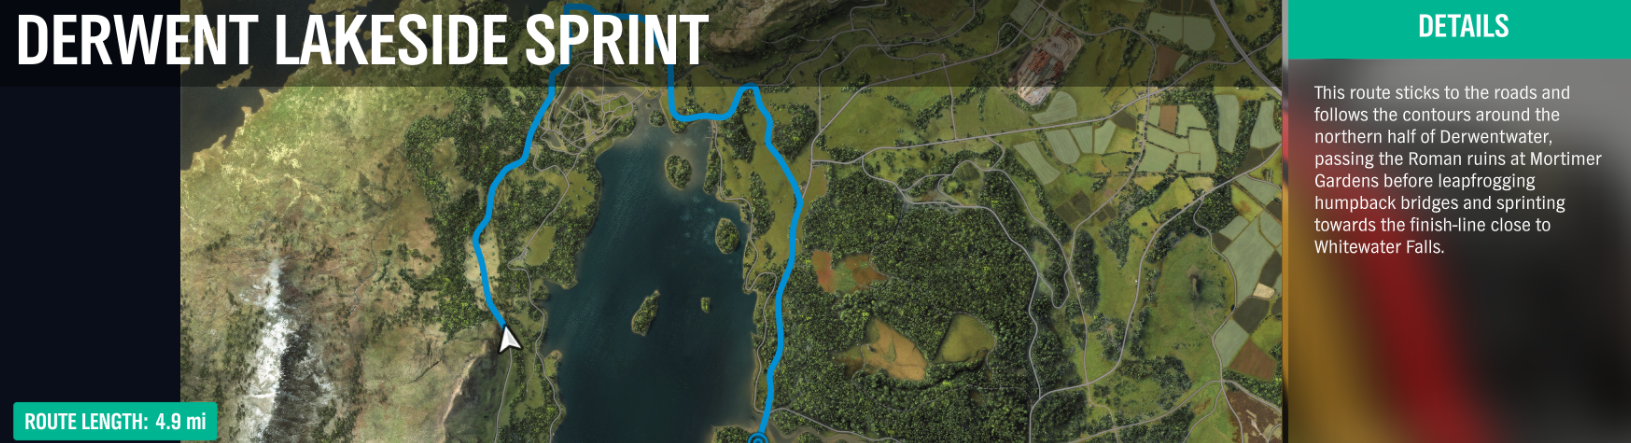 DERWENT LAKESIDE SPRINT
DETAILS
This route sticks to the roads and
follows the contours around the
northern half of Derwentwater,
passing the Roman ruins at Mortimer
Gardens before leapfrogging
humpback bridges and sprinting
towards the finish-line close to
Whitewater Falls.
ROUTE LENGTH: 4.9 mi